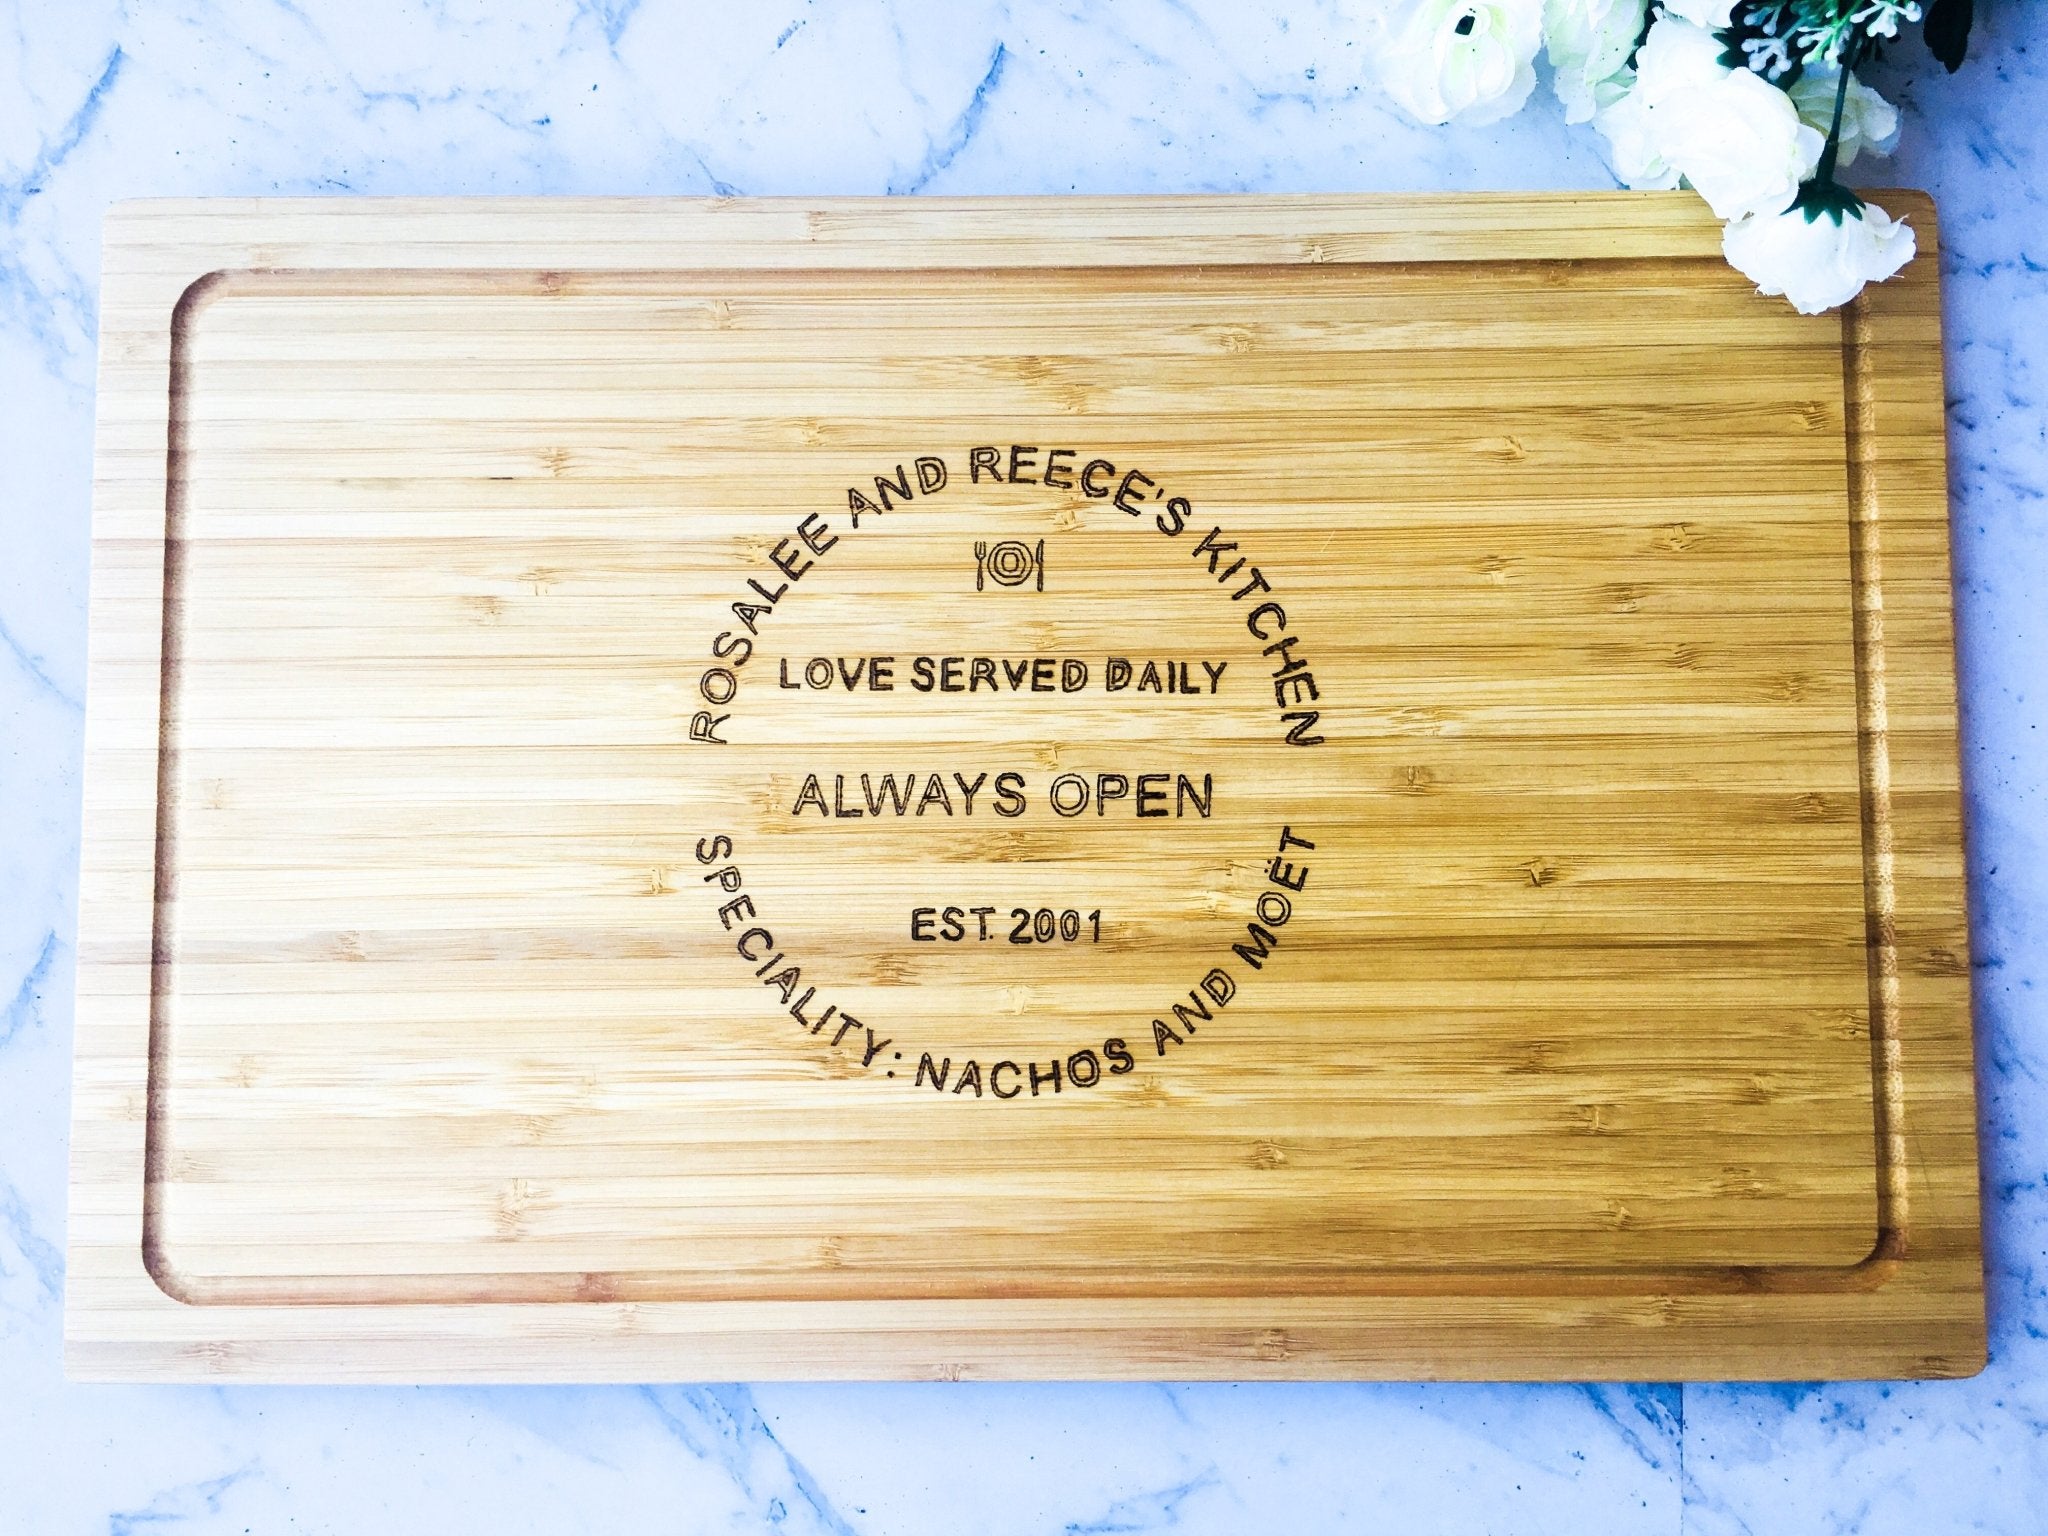 ROSALEE AND REECE'S KITCHEN
LOVE SERVED DAILY
ALWAYS OPEN
EST. 2001
SPECIALITY: NACHOS AND MOËT